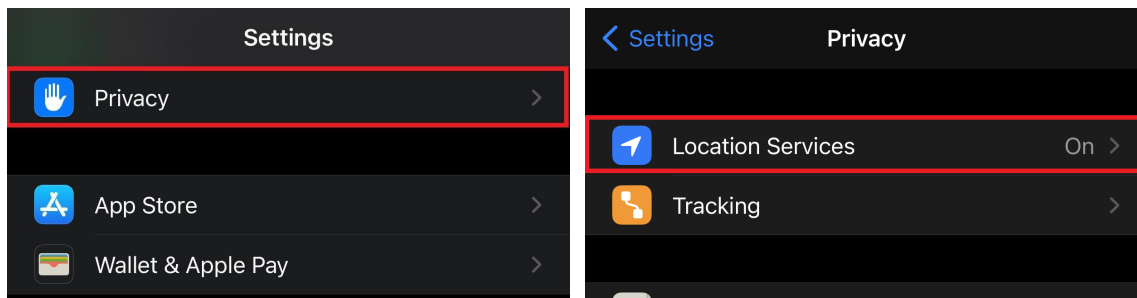 Settings
Privacy
App Store
Wallet & Apple Pay
Settings
Privacy
Location Services
On
Tracking